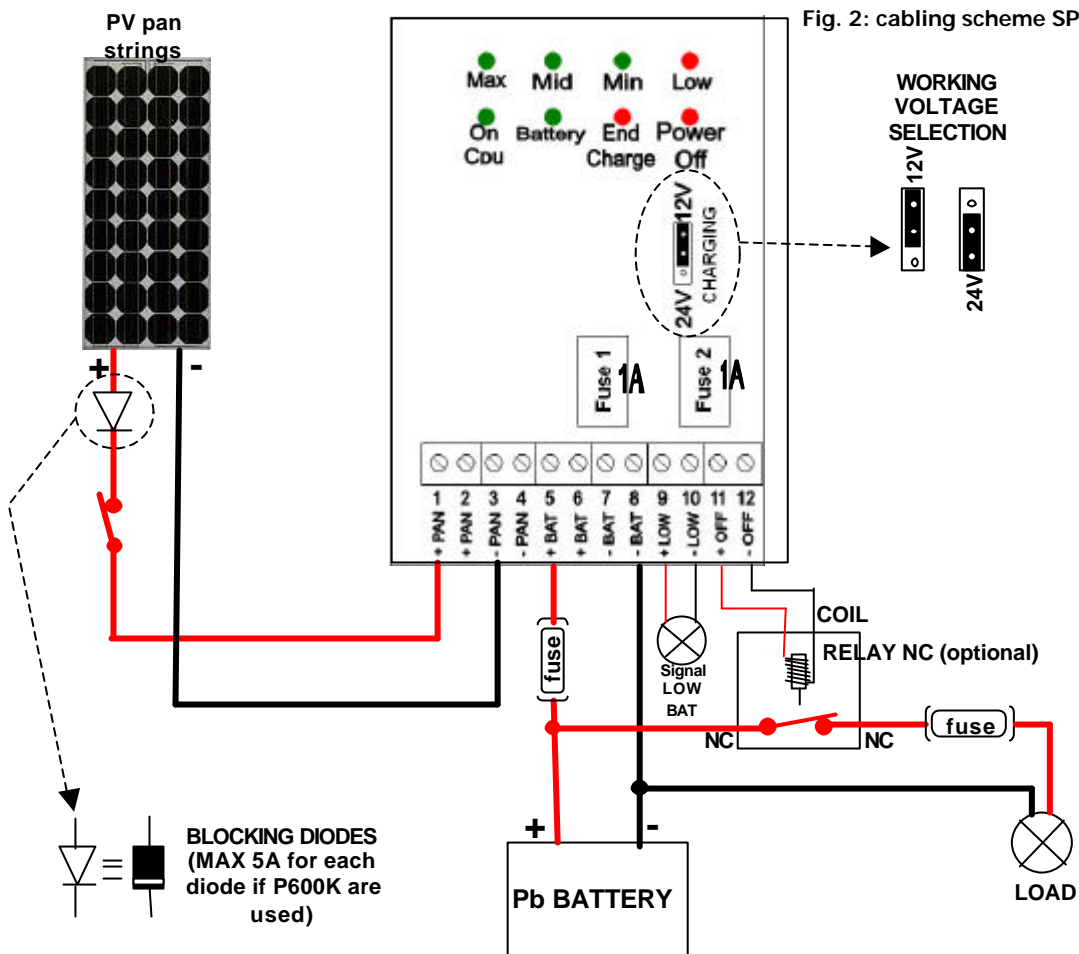 Fig. 2: cabling scheme SP
PV pan
strings
Max Mid Min Low
On
Cpu
Battery
End
Charge
Power
Off
12V
24V
CHARGING
WORKING
VOLTAGE
SELECTION
12V
24V
Fuse 1
1A
Fuse 2
1A
+
-
1 2 3 4 5 6 7 8 9 10 11 12
+ PAN
+ PAN
- PAN
- PAN
+ BAT
+ BAT
- BAT
- BAT
+ LOW
- LOW
+ OFF
- OFF
fuse
Signal
LOW
BAT
COIL
RELAY NC (optional)
NC
NC
fuse
+
-
Pb BATTERY
LOAD
BLOCKING DIODES
(MAX 5A for each
diode if P600K are
used)